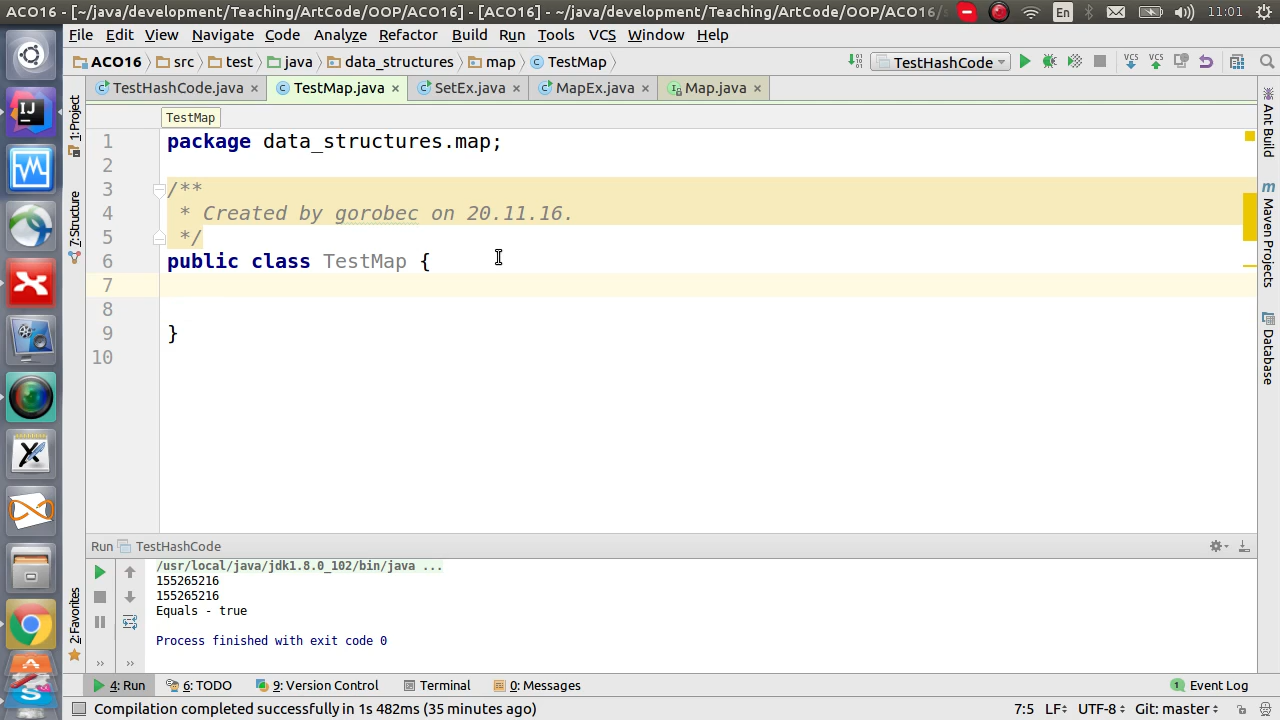 ACO16 - [~/java/development/Teaching/ArtCode/OOP/ACO16] - [ACO16] - ~/java/development/Teaching/ArtCode/OOP/ACO16/s
En
11:01
File Edit View Navigate Code Analyze Refactor Build Run Tools VCS Window Help
ACO16 src test java data_structures map TestMap
TestHashCode
VCS VCS
TestHashCode.java TestMap.java SetEx.java MapEx.java Map.java
TestMap
1 package data_structures.map;
2
3 /**
4  * Created by gorobec on 20.11.16.
5  */
6 public class TestMap {
7
8
9 }
10
1: Project
7: Structure
2: Favorites
Ant Build
Maven Projects
Database
Run TestHashCode
/usr/local/java/jdk1.8.0_102/bin/java ...
155265216
155265216
Equals - true
Process finished with exit code 0
4: Run 6: TODO 9: Version Control Terminal 0: Messages 1 Event Log
Compilation completed successfully in 1s 482ms (35 minutes ago) 7:5 LF UTF-8 Git: master